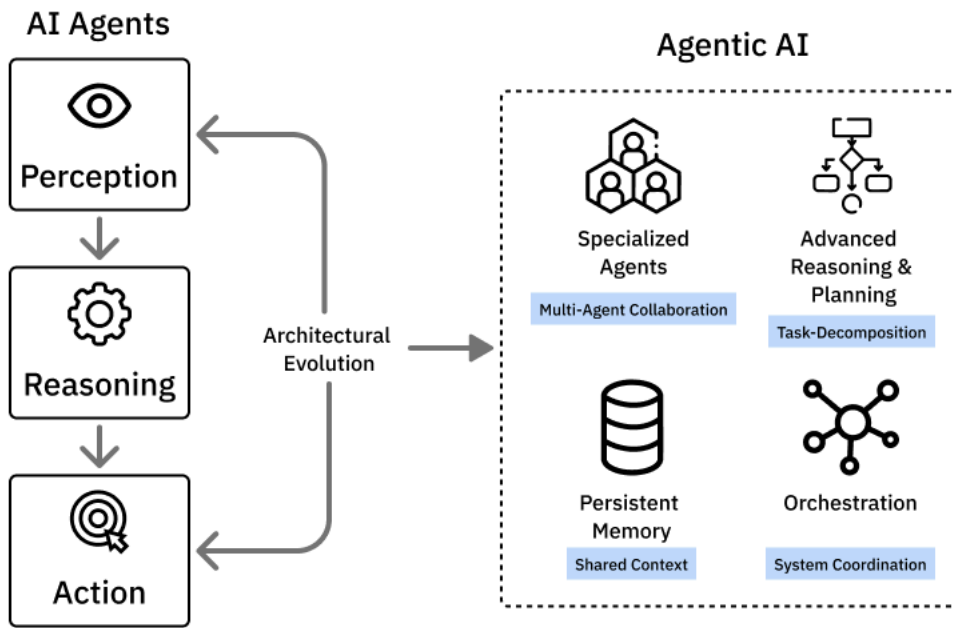 AI Agents
Perception
Reasoning
Action
Architectural
Evolution
Agentic AI
Specialized
Agents
Multi-Agent Collaboration
Advanced
Reasoning &
Planning
Task-Decomposition
Persistent
Memory
Shared Context
Orchestration
System Coordination